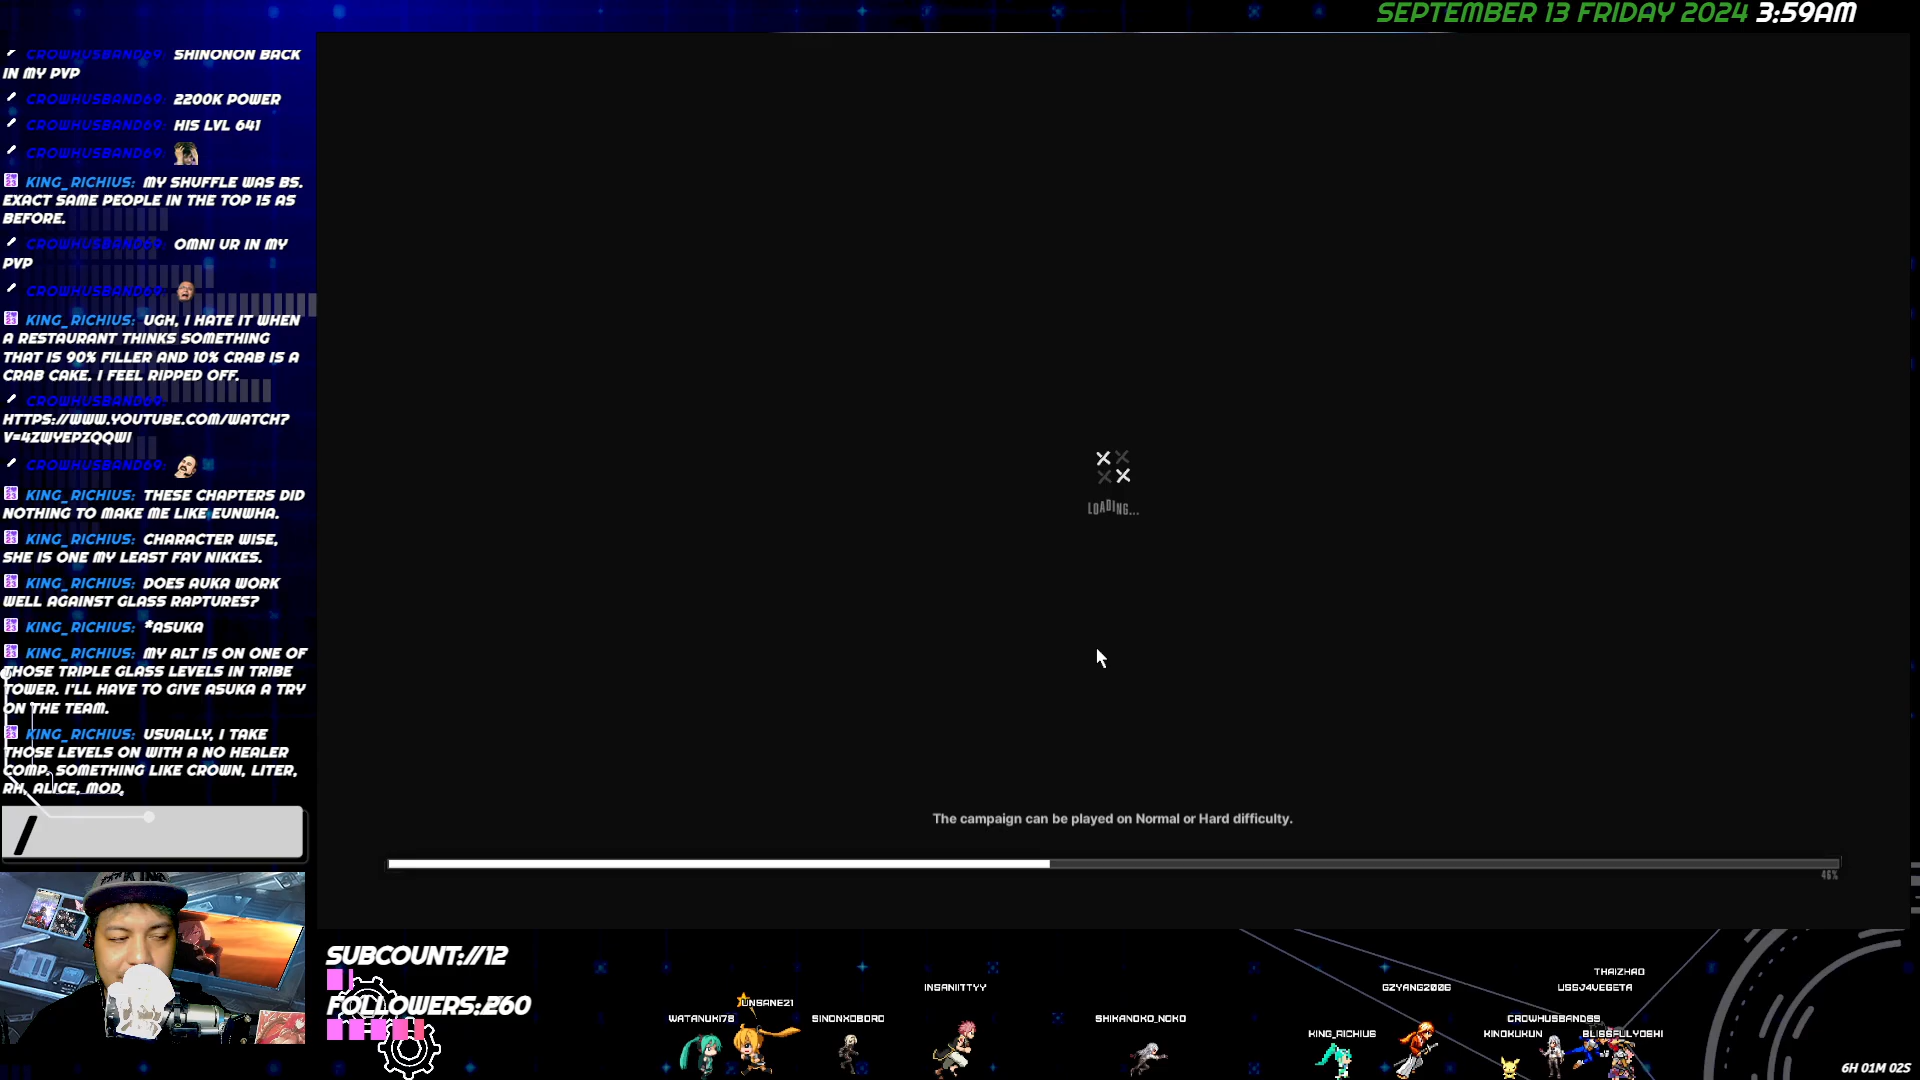 SEPTEMBER 13 FRIDAY 2024 3:59AM
CROWHUSBAND69: SHINONON BACK
IN MY PVP
CROWHUSBAND69: 2200K POWER
CROWHUSBAND69: HIS LVL 641
CROWHUSBAND69:
KING_RICHIUS: MY SHUFFLE WAS BS.
EXACT SAME PEOPLE IN THE TOP 15 AS
BEFORE.
CROWHUSBAND69: OMNI UR IN MY
PVP
CROWHUSBAND69:
KING_RICHIUS: UGH, I HATE IT WHEN
A RESTAURANT THINKS SOMETHING
THAT IS 90% FILLER AND 10% CRAB IS A
CRAB CAKE. I FEEL RIPPED OFF.
CROWHUSBAND69:
HTTPS://WWW.YOUTUBE.COM/WATCH?
V=4ZWYEPZQQWI
CROWHUSBAND69:
KING_RICHIUS: THESE CHAPTERS DID
NOTHING TO MAKE ME LIKE EUNWHA.
KING_RICHIUS: CHARACTER WISE,
SHE IS ONE MY LEAST FAV NIKKES.
KING_RICHIUS: DOES AUKA WORK
WELL AGAINST GLASS RAPTURES?
KING_RICHIUS: *ASUKA
KING_RICHIUS: MY ALT IS ON ONE OF
THOSE TRIPLE GLASS LEVELS IN TRIBE
TOWER. I'LL HAVE TO GIVE ASUKA A TRY
ON THE TEAM.
KING_RICHIUS: USUALLY, I TAKE
THOSE LEVELS ON WITH A NO HEALER
COMP. SOMETHING LIKE CROWN, LITER,
RH, ALICE, MOD,
/
LOADING...
The campaign can be played on Normal or Hard difficulty.
46%
SUBCOUNT://12
FOLLOWERS:
WATANUKI78
UNSANE21
SINONXOBORO
INSANIITTYY
SHIKANOKO_NOKO
KING_RICHIUS
GZYANG2006
THAIZHAO
USSJ4VEGETA
CROWHUSBAND69
KINOKUKUN
BLISSFULYOSHI
6H 01M 02S